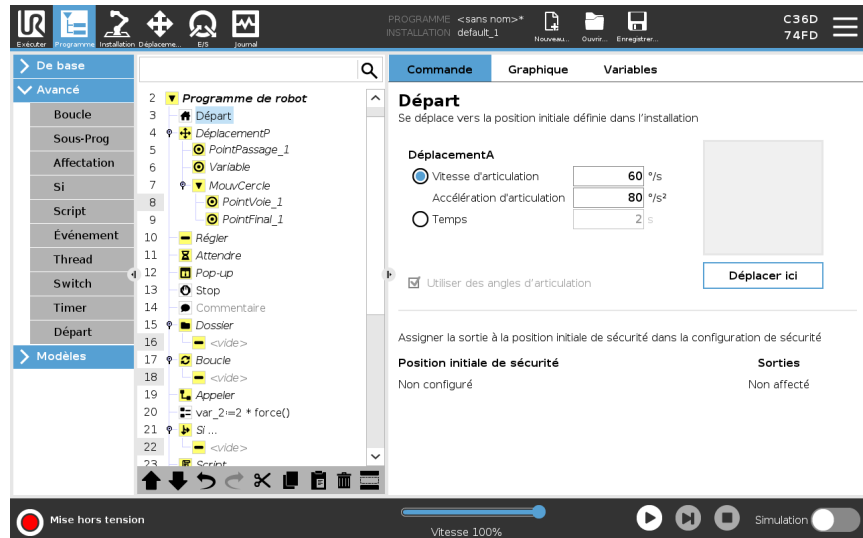 UR
Exécuter
Programme
Installation
Déplaceme...
E/S
Journal
PROGRAMME <sans nom>*
INSTALLATION default_1
Nouveau...
Ouvrir...
Enregistrer...
C36D
74FD
De base
Avancé
Boucle
Sous-Prog
Affectation
Si
Script
Événement
Thread
Switch
Timer
Départ
Modèles
2 Programme de robot
3 Départ
4 DéplacementP
5 PointPassage_1
6 Variable
7 MouvCercle
8 PointVoie_1
9 PointFinal_1
10 Régler
11 Attendre
12 Pop-up
13 Stop
14 Commentaire
15 Dossier
16 <vide>
17 Boucle
18 <vide>
19 Appeler
20 var_2:=2 * force()
21 Si ...
22 <vide>
23 Script
Commande Graphique Variables
Départ
Se déplace vers la position initiale définie dans l'installation
DéplacementA
Vitesse d'articulation 60 °/s
Accélération d'articulation 80 °/s²
Temps 2 s
Déplacer ici
Utiliser des angles d'articulation
Assigner la sortie à la position initiale de sécurité dans la configuration de sécurité
Position initiale de sécurité Sorties
Non configuré Non affecté
Mise hors tension
Vitesse 100%
Simulation